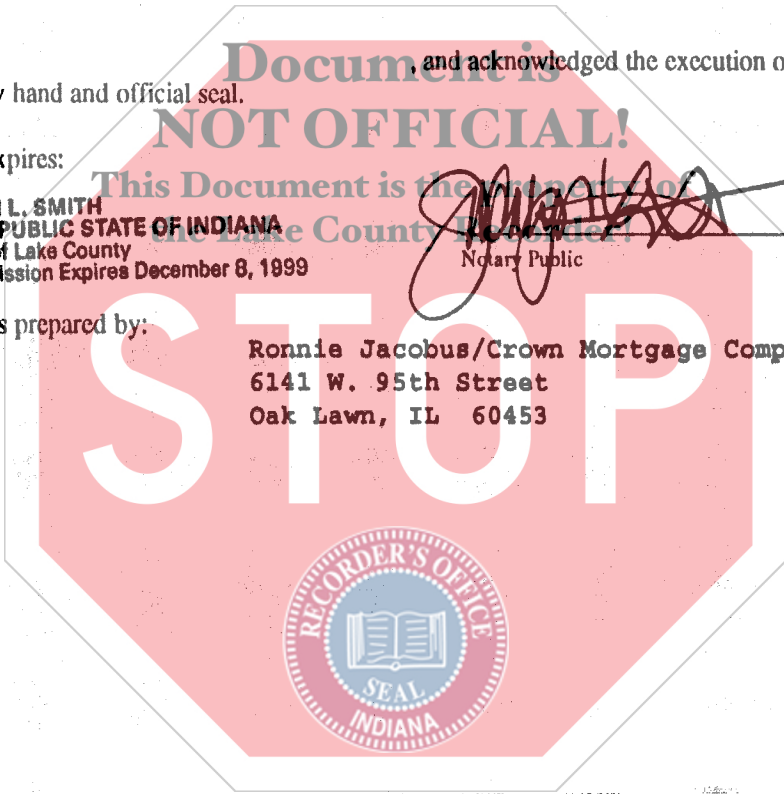 Document is
, and acknowledged the execution o
hand and official seal.
NOT OFFICIAL!
xpires:
This Document is the property of
L. SMITH
PUBLIC STATE OF INDIANA
the Lake County Recorder!
Lake County
ission Expires December 8, 1999
Notary Public
s prepared by:
Ronnie Jacobus/Crown Mortgage Comp
6141 W. 95th Street
Oak Lawn, IL 60453
STOP
RECORDER'S OFFICE
SEAL
INDIANA